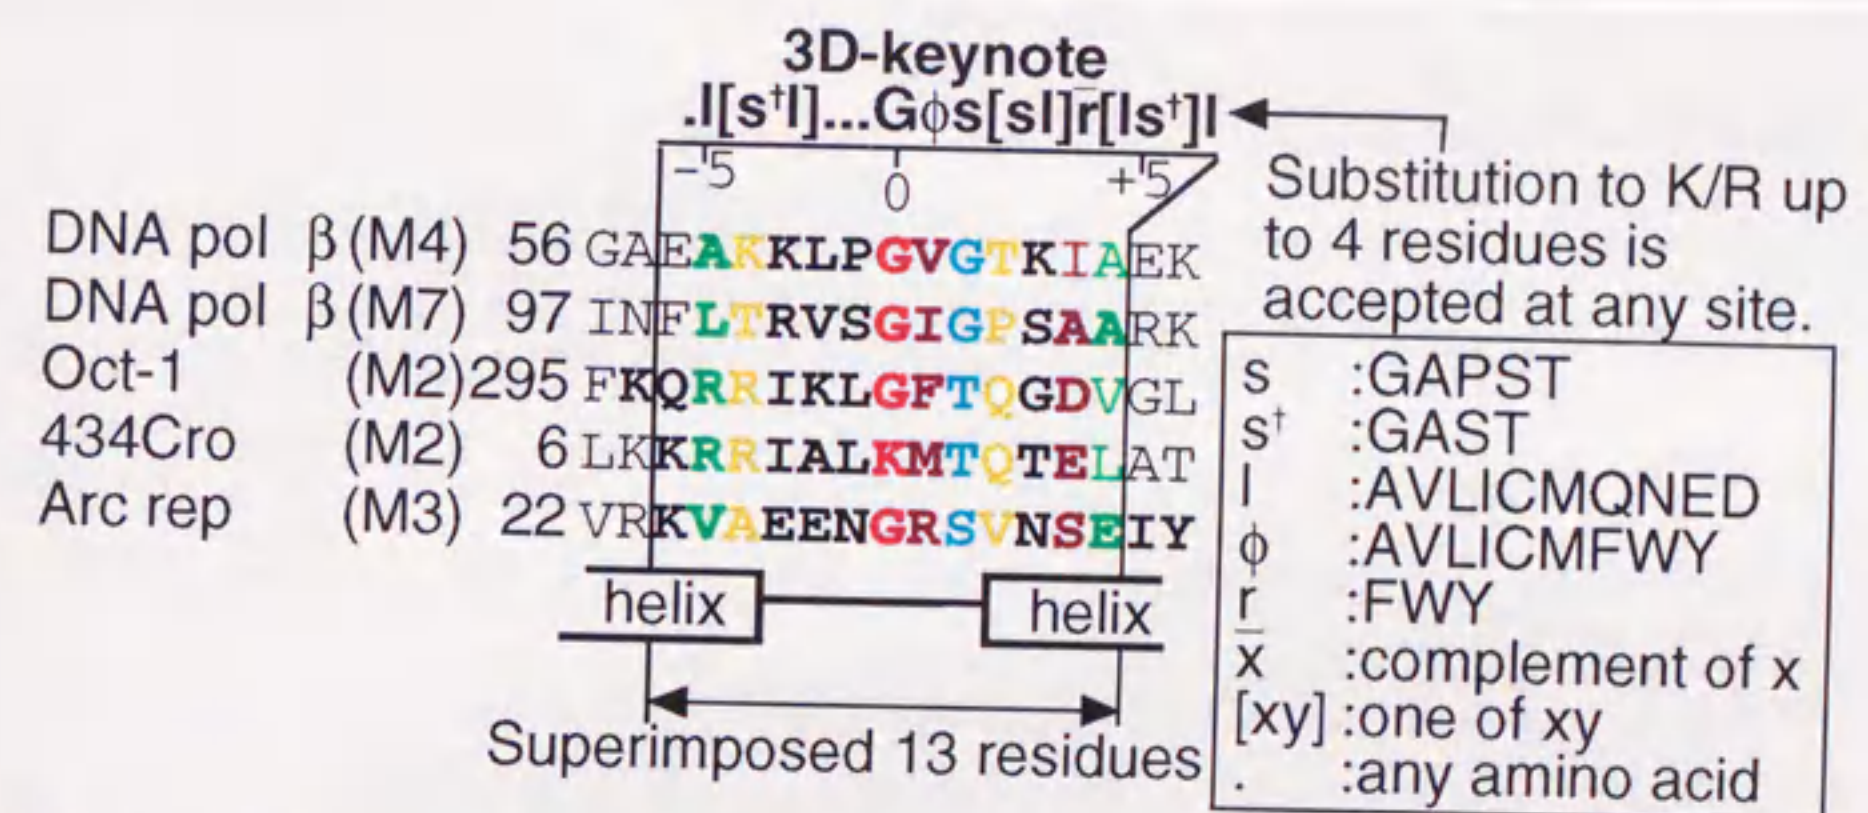 3D-keynote
.l[s†l]...Gϕs[sl]r̅[ls†]l
-5 0 +5
Substitution to K/R up
to 4 residues is
accepted at any site.
DNA pol β (M4) 56 GAEAKKLPGVGTKIAEK
DNA pol β (M7) 97 INFLTRVSGIGPSAARK
Oct-1 (M2) 295 FKQRRIKLGFTQGDVGL
434Cro (M2) 6 LKKRRIALKMTQTELAT
Arc rep (M3) 22 VRKVAEENGRSVNSEIY
helix helix
Superimposed 13 residues
s :GAPST
s† :GAST
l :AVLICMQNED
ϕ :AVLICMFWY
r :FWY
x̅ :complement of x
[xy] :one of xy
. :any amino acid